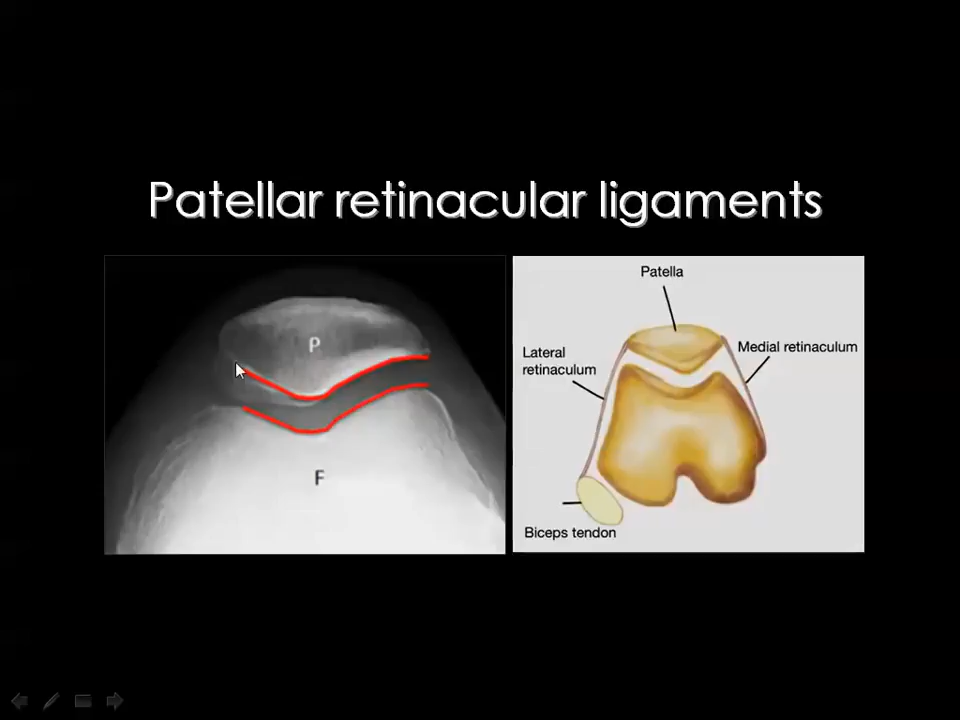 Patellar retinacular ligaments
P
F
Patella
Lateral
retinaculum
Medial retinaculum
Biceps tendon